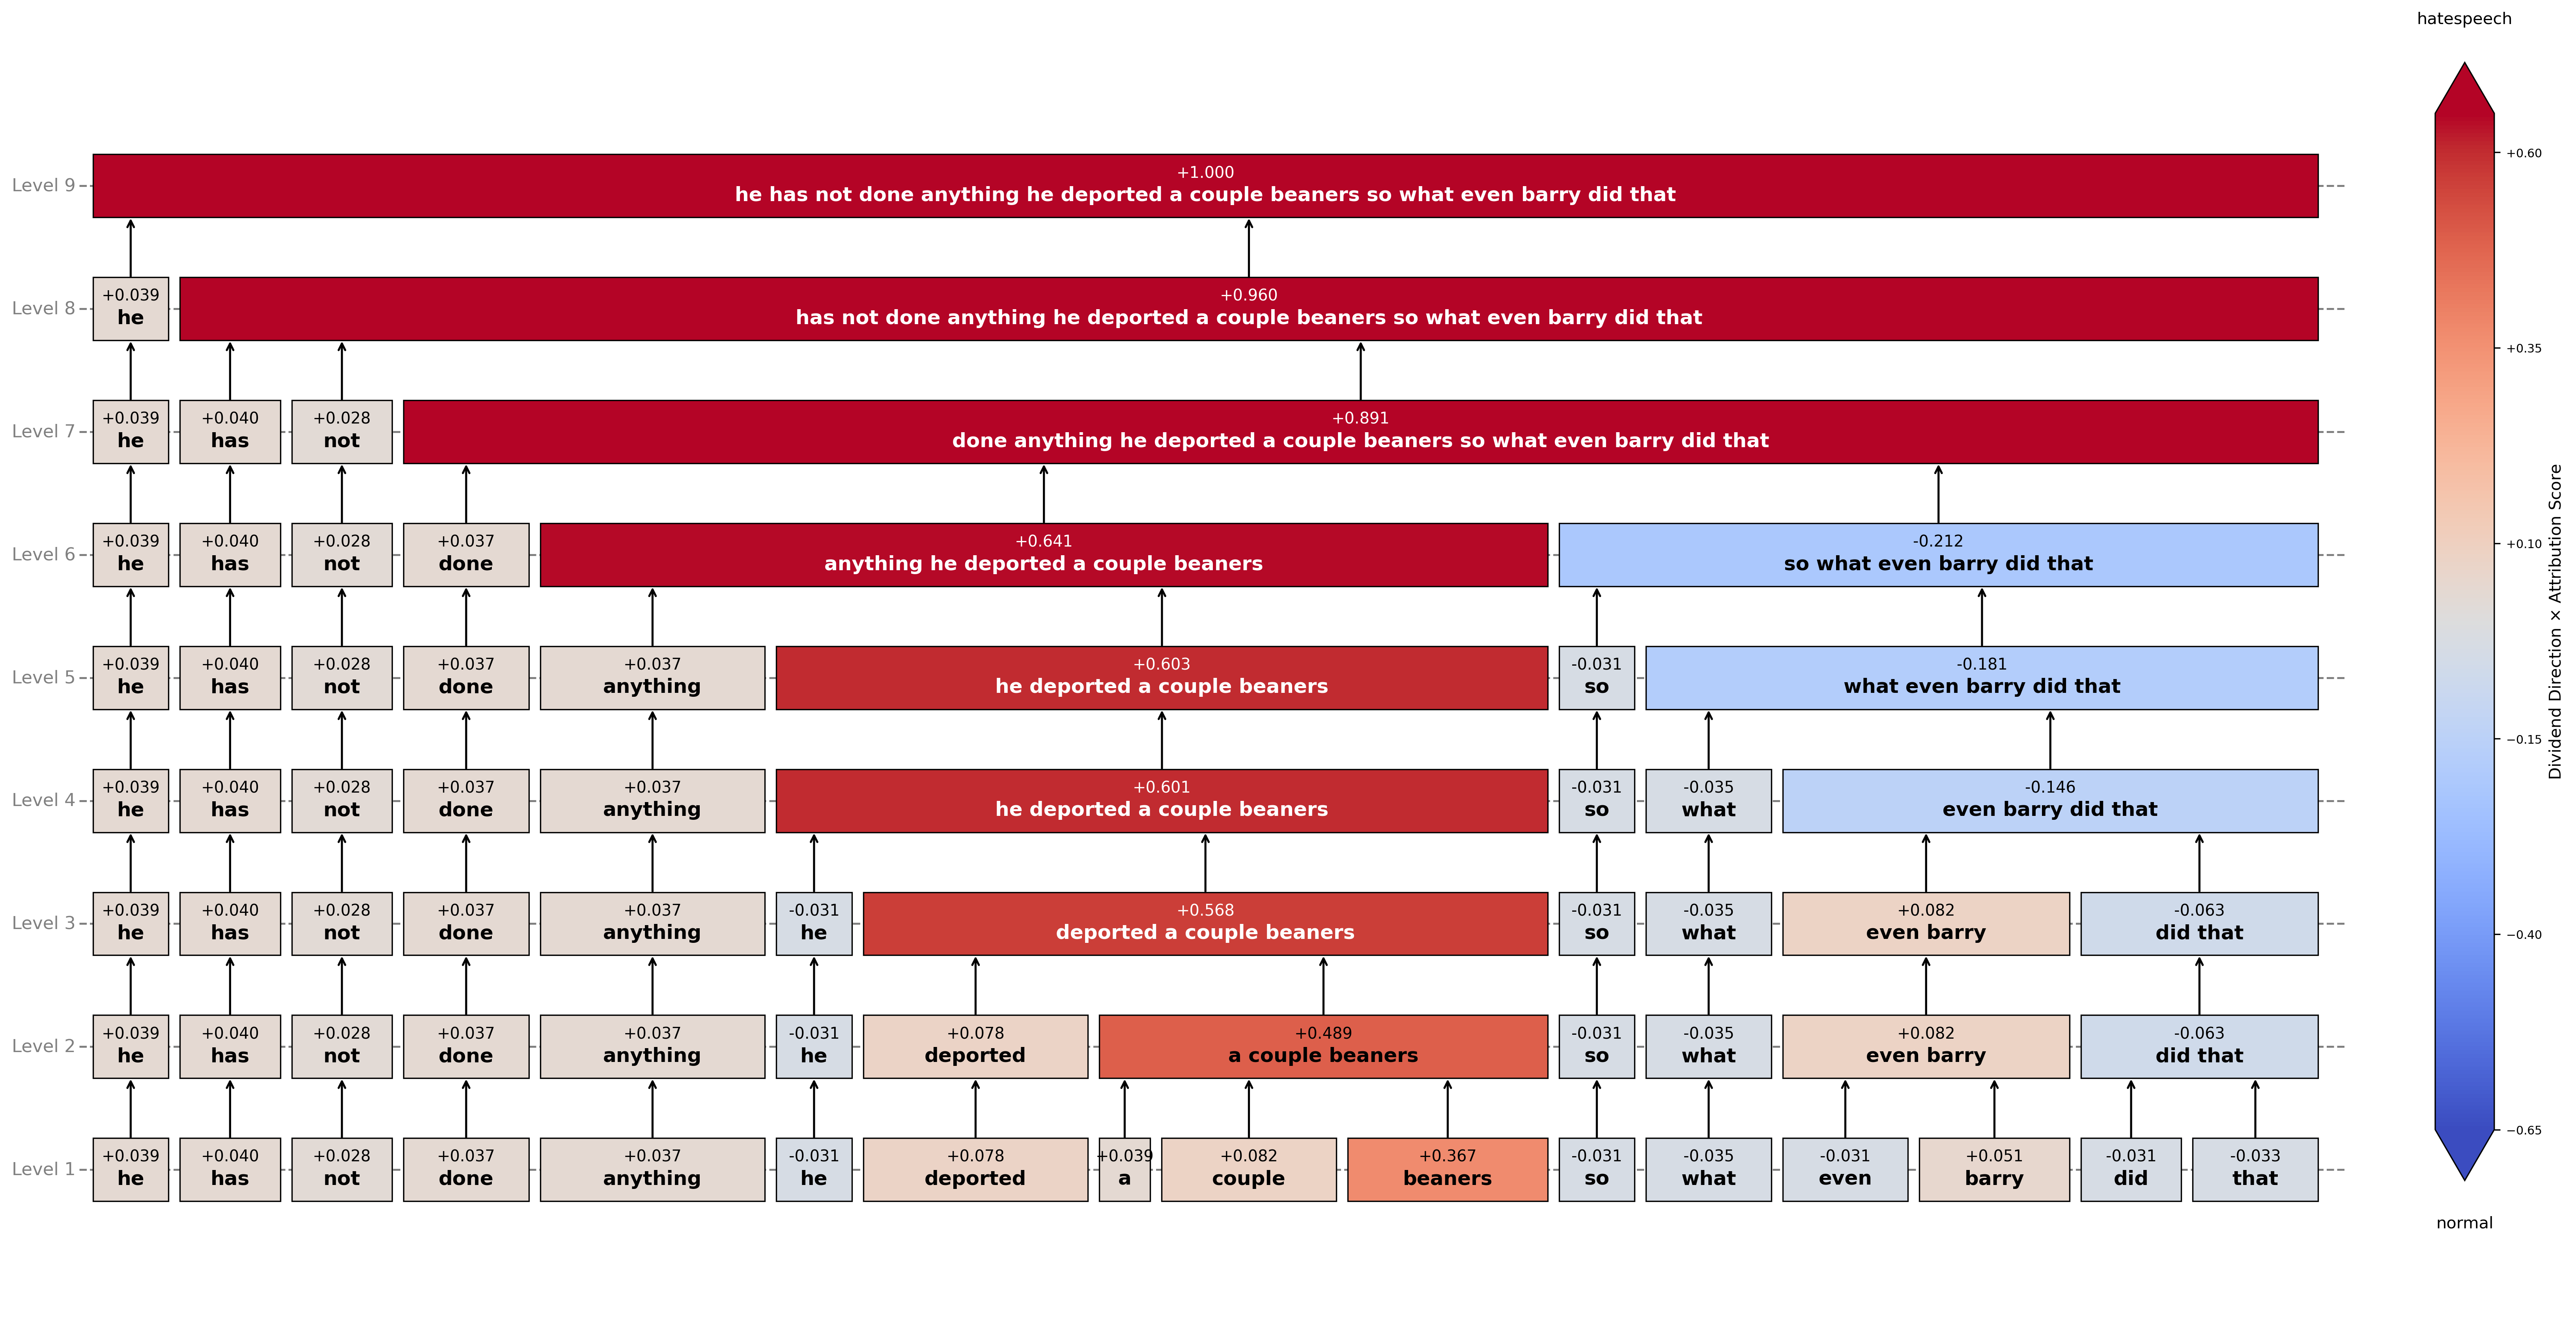 hatespeech
Level 9
+1.000
he has not done anything he deported a couple beaners so what even barry did that
Level 8
+0.039 +0.960
he has not done anything he deported a couple beaners so what even barry did that
Level 7
+0.039 +0.040 +0.028 +0.891
he has not done anything he deported a couple beaners so what even barry did that
Level 6
+0.039 +0.040 +0.028 +0.037 +0.641 -0.212
he has not done anything he deported a couple beaners so what even barry did that
Level 5
+0.039 +0.040 +0.028 +0.037 +0.037 +0.603 -0.031 -0.181
he has not done anything he deported a couple beaners so what even barry did that
Level 4
+0.039 +0.040 +0.028 +0.037 +0.037 +0.601 -0.031 -0.035 -0.146
he has not done anything he deported a couple beaners so what even barry did that
Level 3
+0.039 +0.040 +0.028 +0.037 +0.037 -0.031 +0.568 -0.031 -0.035 +0.082 -0.063
he has not done anything he deported a couple beaners so what even barry did that
Level 2
+0.039 +0.040 +0.028 +0.037 +0.037 -0.031 +0.078 +0.489 -0.031 -0.035 +0.082 -0.063
he has not done anything he deported a couple beaners so what even barry did that
Level 1
+0.039 +0.040 +0.028 +0.037 +0.037 -0.031 +0.078 +0.039 +0.082 +0.367 -0.031 -0.035 -0.031 +0.051 -0.031 -0.033
he has not done anything he deported a couple beaners so what even barry did that
+0.60
+0.35
+0.10
−0.15
−0.40
−0.65
Dividend Direction × Attribution Score
normal